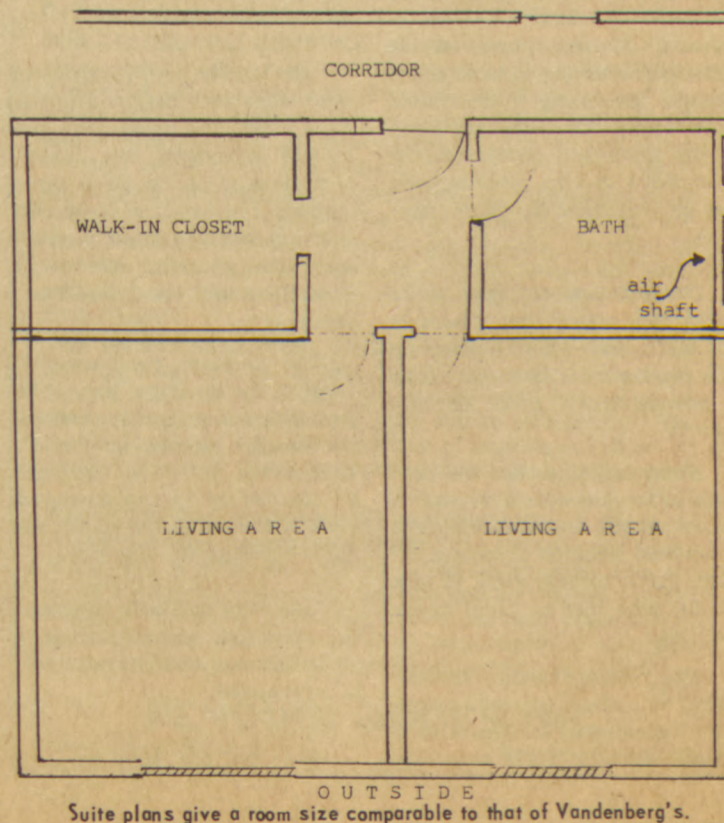 CORRIDOR
WALK-IN CLOSET
BATH
air
shaft
LIVING A R E A
LIVING A R E A
O U T S I D E
Suite plans give a room size comparable to that of Vandenberg's.